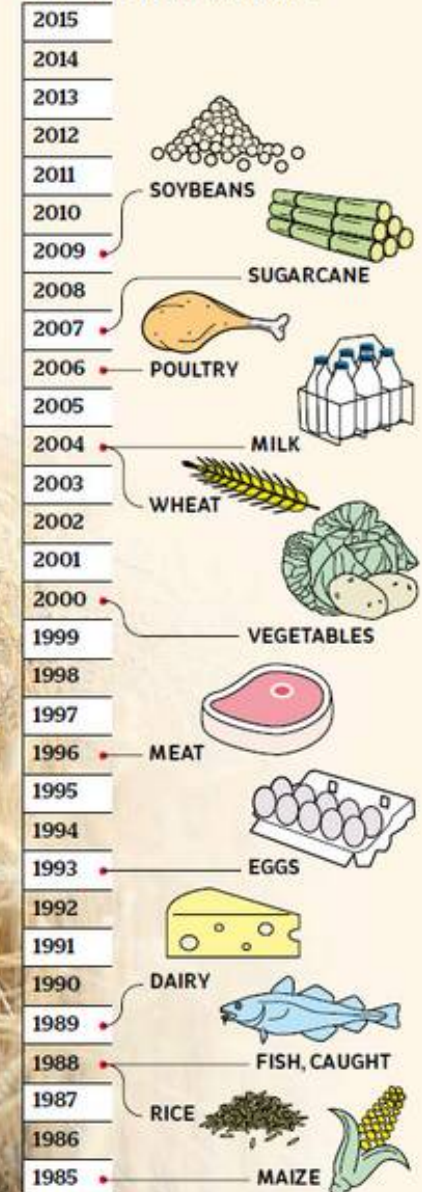 2015
2014
2013
2012
2011
SOYBEANS
2010
2009
SUGARCANE
2008
2007
2006
POULTRY
2005
2004
MILK
2003
WHEAT
2002
2001
2000
1999
VEGETABLES
1998
1997
1996
MEAT
1995
1994
1993
EGGS
1992
1991
1990
DAIRY
1989
1988
FISH, CAUGHT
1987
RICE
1986
1985
MAIZE